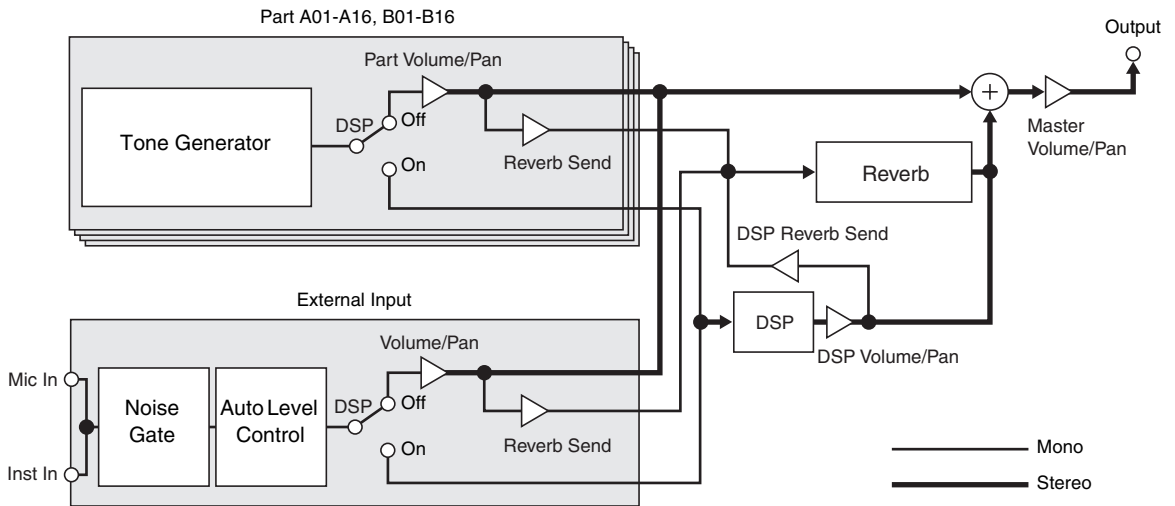 Part A01-A16, B01-B16
Output
Part Volume/Pan
Tone Generator
DSP
Off
On
Reverb Send
Master
Volume/Pan
Reverb
DSP Reverb Send
DSP
DSP Volume/Pan
External Input
Volume/Pan
Mic In
Inst In
Noise
Gate
Auto Level
Control
DSP
Off
On
Reverb Send
Mono
Stereo